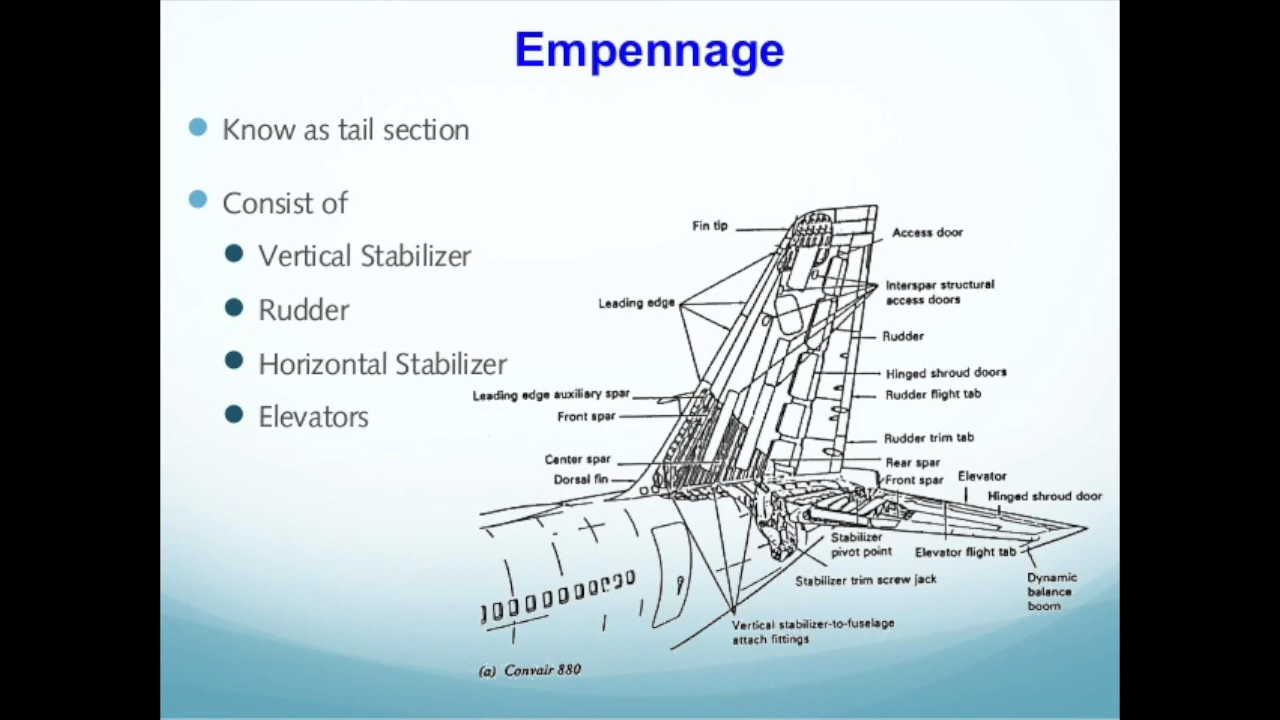 Empennage
Know as tail section
Consist of
Vertical Stabilizer
Rudder
Horizontal Stabilizer
Elevators
Fin tip
Access door
Leading edge
Interspar structural
access doors
Rudder
Hinged shroud doors
Leading edge auxiliary spar
Rudder flight tab
Front spar
Rudder trim tab
Center spar
Rear spar
Dorsal fin
Front spar
Elevator
Hinged shroud door
Stabilizer
pivot point
Elevator flight tab
Stabilizer trim screw jack
Dynamic
balance
boom
Vertical stabilizer-to-fuselage
attach fittings
(a) Convair 880